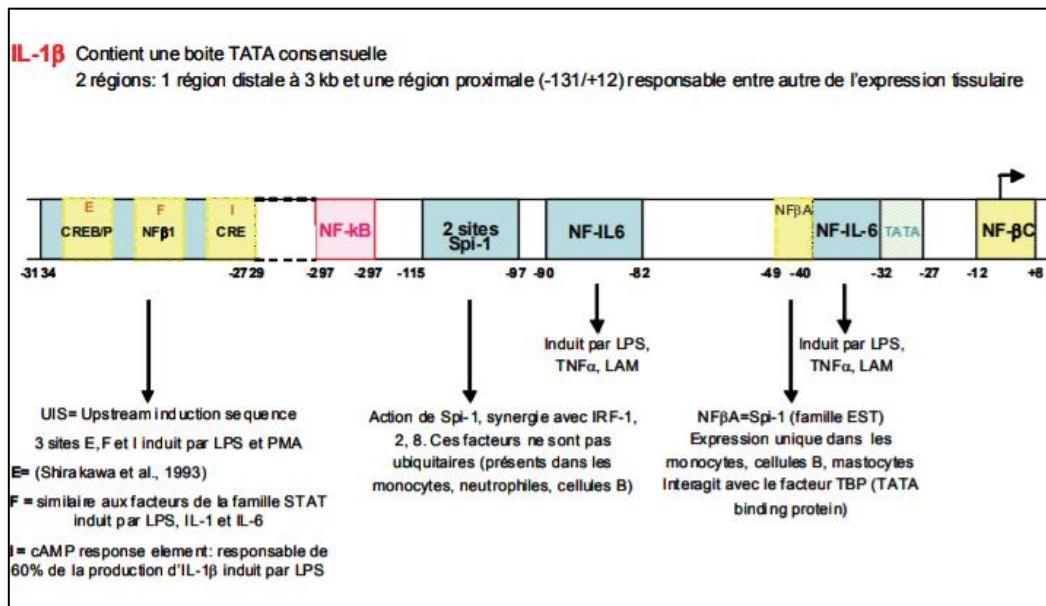 IL-1β Contient une boite TATA consensuelle
2 régions: 1 région distale à 3 kb et une région proximale (-131/+12) responsable entre autre de l'expression tissulaire
E F I
CREB/P NFβ1 CRE NF-kB 2 sites Spi-1 NF-IL6 NFβA NF-IL-6 TATA NF-βC
-3134 -2729 -297 -297 -115 -97 -90 -82 -49 -40 -32 -27 -12 +8
Induit par LPS,
TNFα, LAM
Induit par LPS,
TNFα, LAM
UIS= Upstream induction sequence
3 sites E,F et I induit par LPS et PMA
E= (Shirakawa et al., 1993)
F = similaire aux facteurs de la famille STAT
induit par LPS, IL-1 et IL-6
I= cAMP response element: responsable de
60% de la production d'IL-1β induit par LPS
Action de Spi-1, synergie avec IRF-1,
2, 8. Ces facteurs ne sont pas
ubiquitaires (présents dans les
monocytes, neutrophiles, cellules B)
NFβA=Spi-1 (famille EST)
Expression unique dans les
monocytes, cellules B, mastocytes
Interagit avec le facteur TBP (TATA
binding protein)